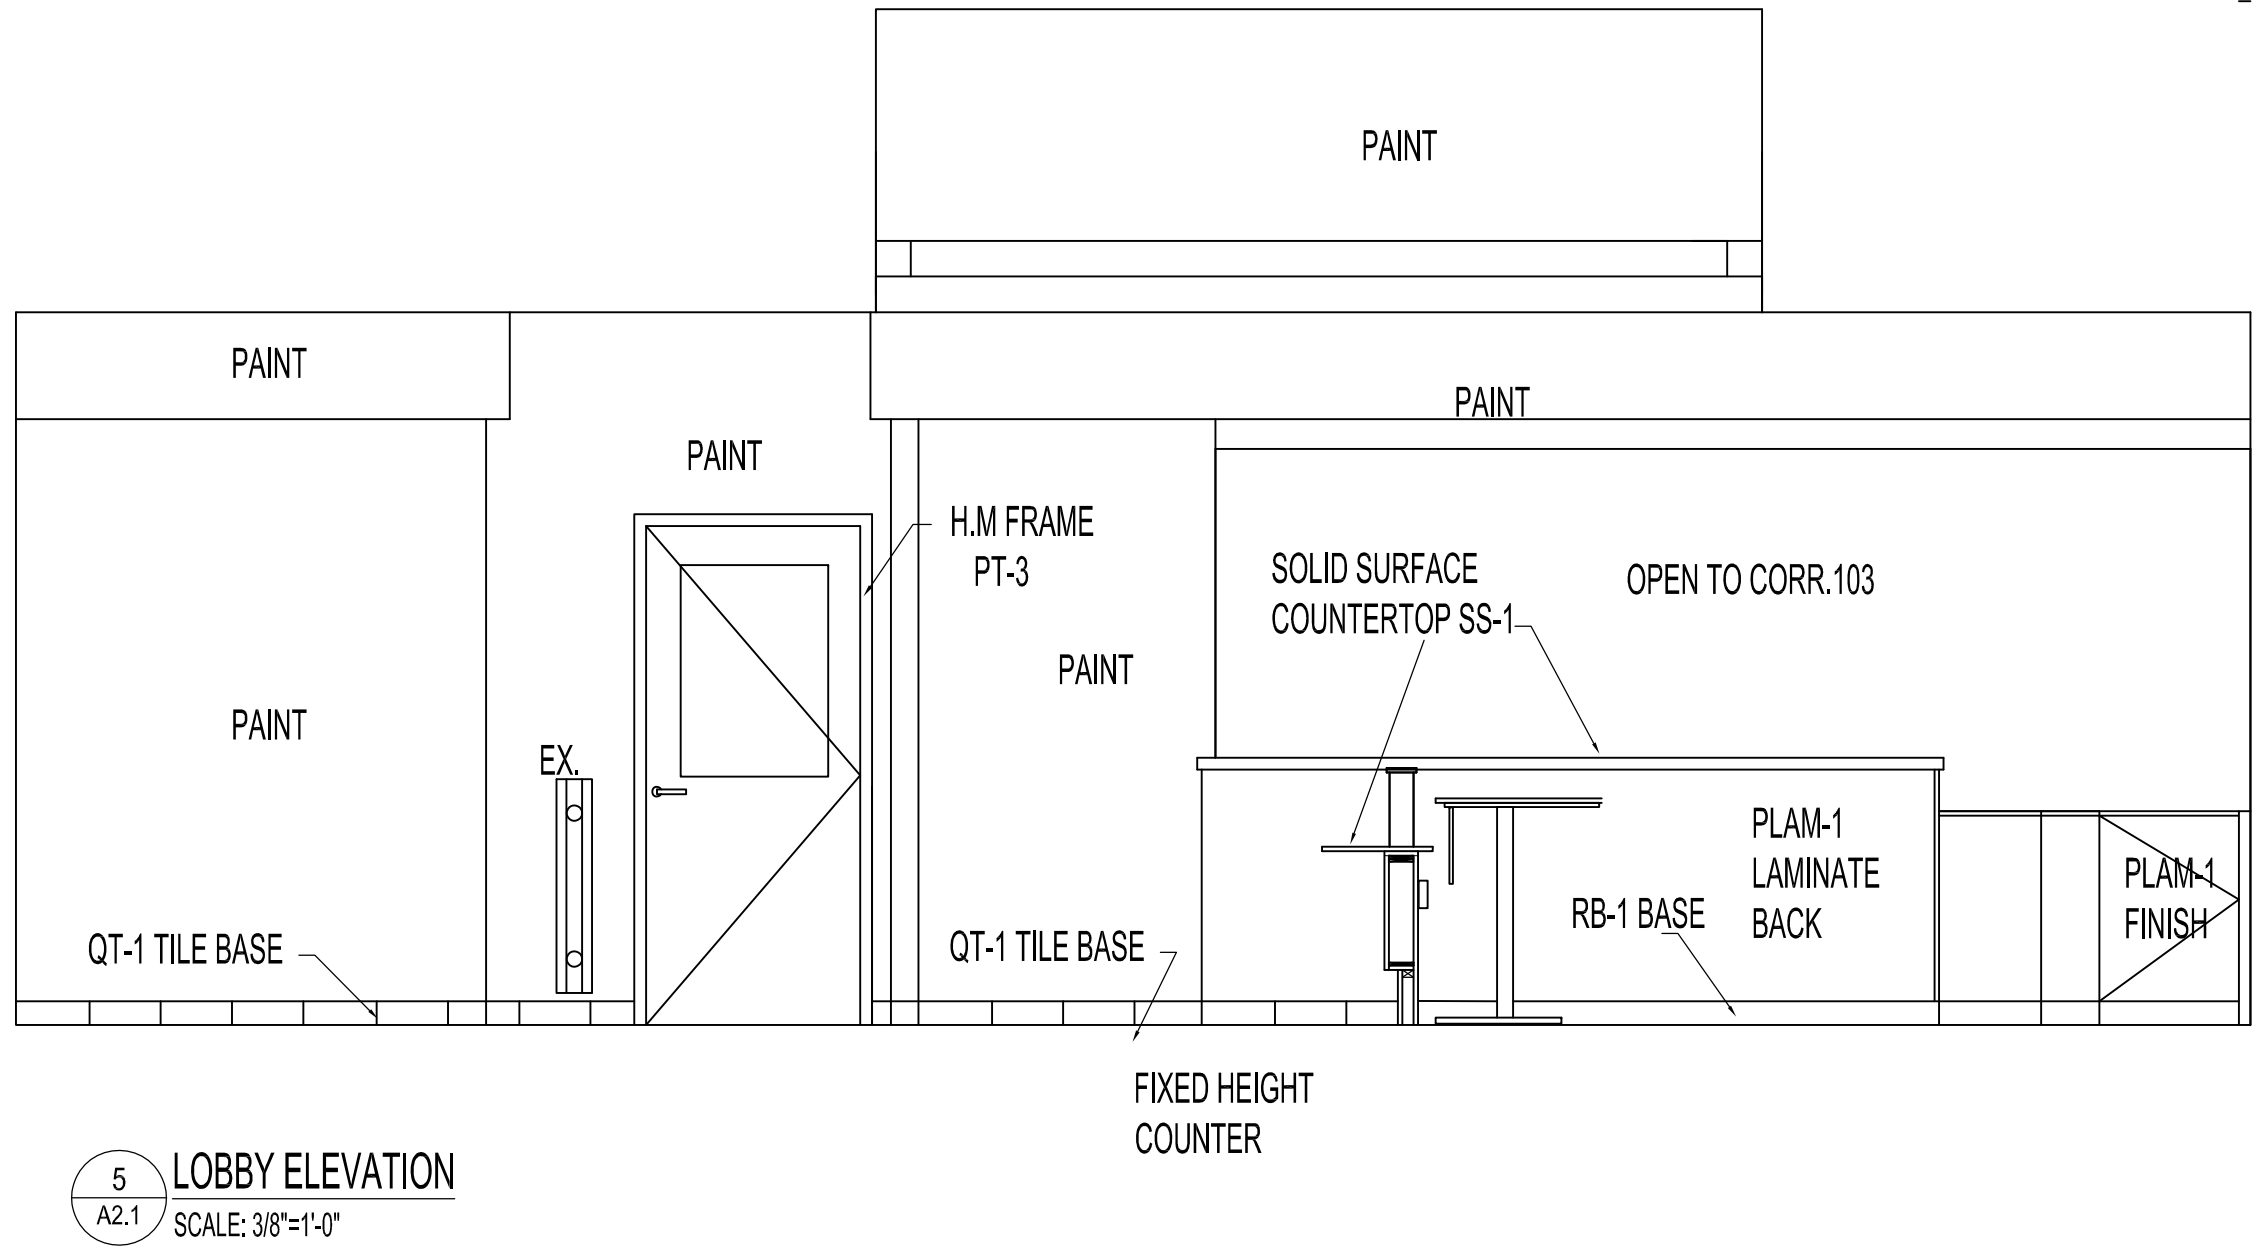 PAINT
PAINT
PAINT
PAINT
H.M FRAME
PT-3
SOLID SURFACE
COUNTERTOP SS-1
OPEN TO CORR.103
PAINT
PAINT
EX.
PLAM-1
LAMINATE
BACK
PLAM-1
FINISH
RB-1 BASE
QT-1 TILE BASE
QT-1 TILE BASE
FIXED HEIGHT
COUNTER
5
A2.1
LOBBY ELEVATION
SCALE: 3/8"=1'-0"